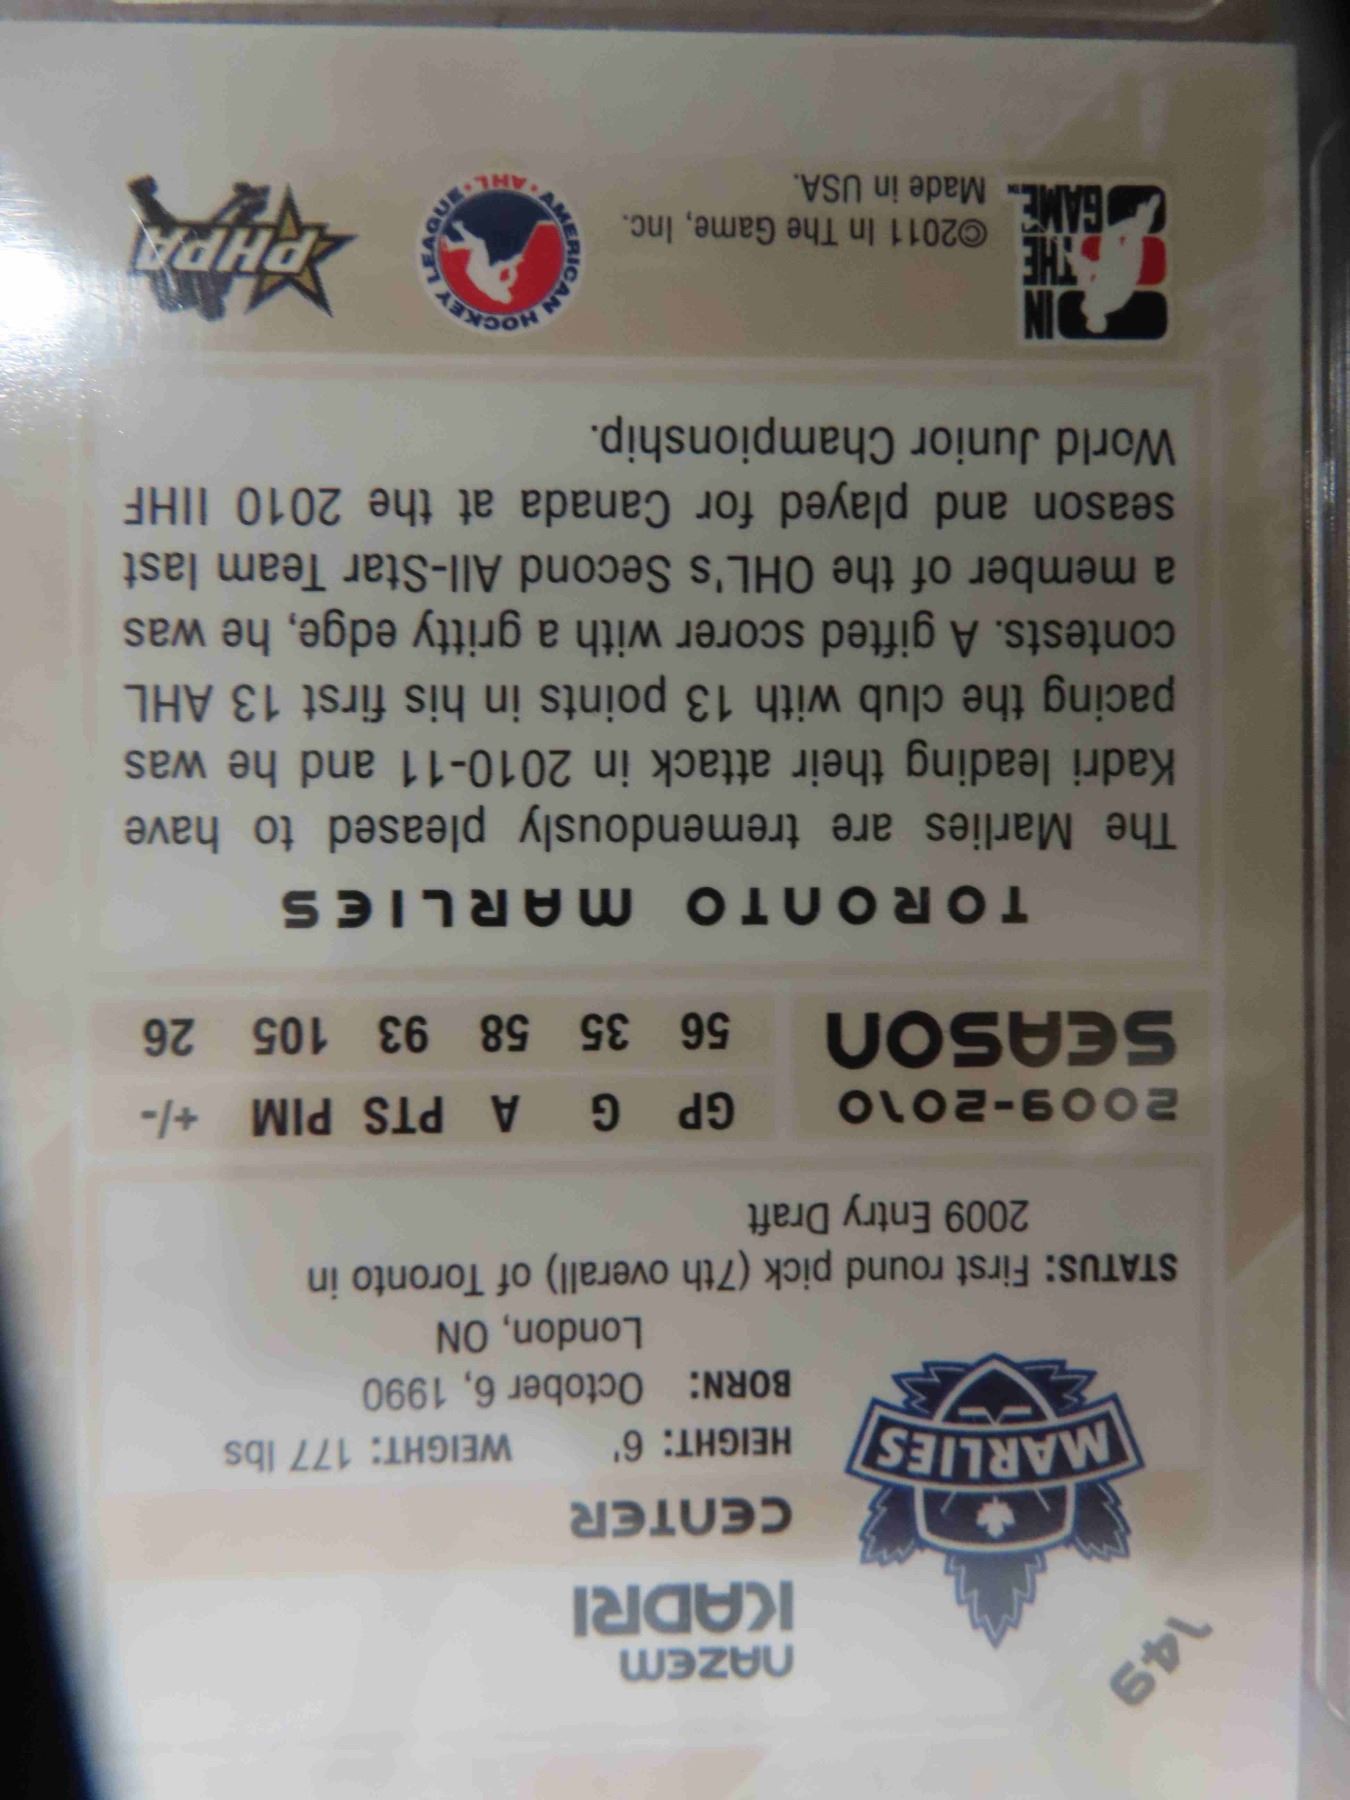 149
NAZEM
KADRI
CENTER
MARLIES
HEIGHT: 6' WEIGHT: 177 lbs
BORN: October 6, 1990
London, ON
STATUS: First round pick (7th overall) of Toronto in
2009 Entry Draft
2009-2010
SEASON
GP G A PTS PIM +/-
56 35 58 93 105 26
TORONTO MARLIES
The Marlies are tremendously pleased to have
Kadri leading their attack in 2010-11 and he was
pacing the club with 13 points in his first 13 AHL
contests. A gifted scorer with a gritty edge, he was
a member of the OHL's Second All-Star Team last
season and played for Canada at the 2010 IIHF
World Junior Championship.
IN
THE
GAME™
©2011 In The Game, Inc.
Made in USA.
AMERICAN HOCKEY LEAGUE
•AHL•
PHPA